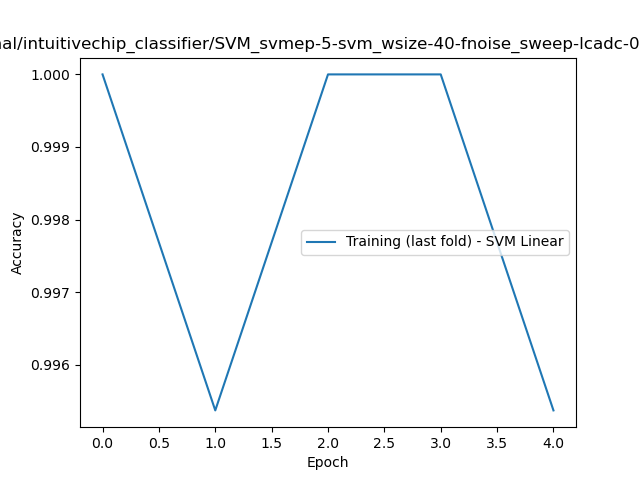 nal/intuitivechip_classifier/SVM_svmep-5-svm_wsize-40-fnoise_sweep-lcadc-0
1.000
0.999
0.998
0.997
0.996
Accuracy
Training (last fold) - SVM Linear
0.0 0.5 1.0 1.5 2.0 2.5 3.0 3.5 4.0
Epoch